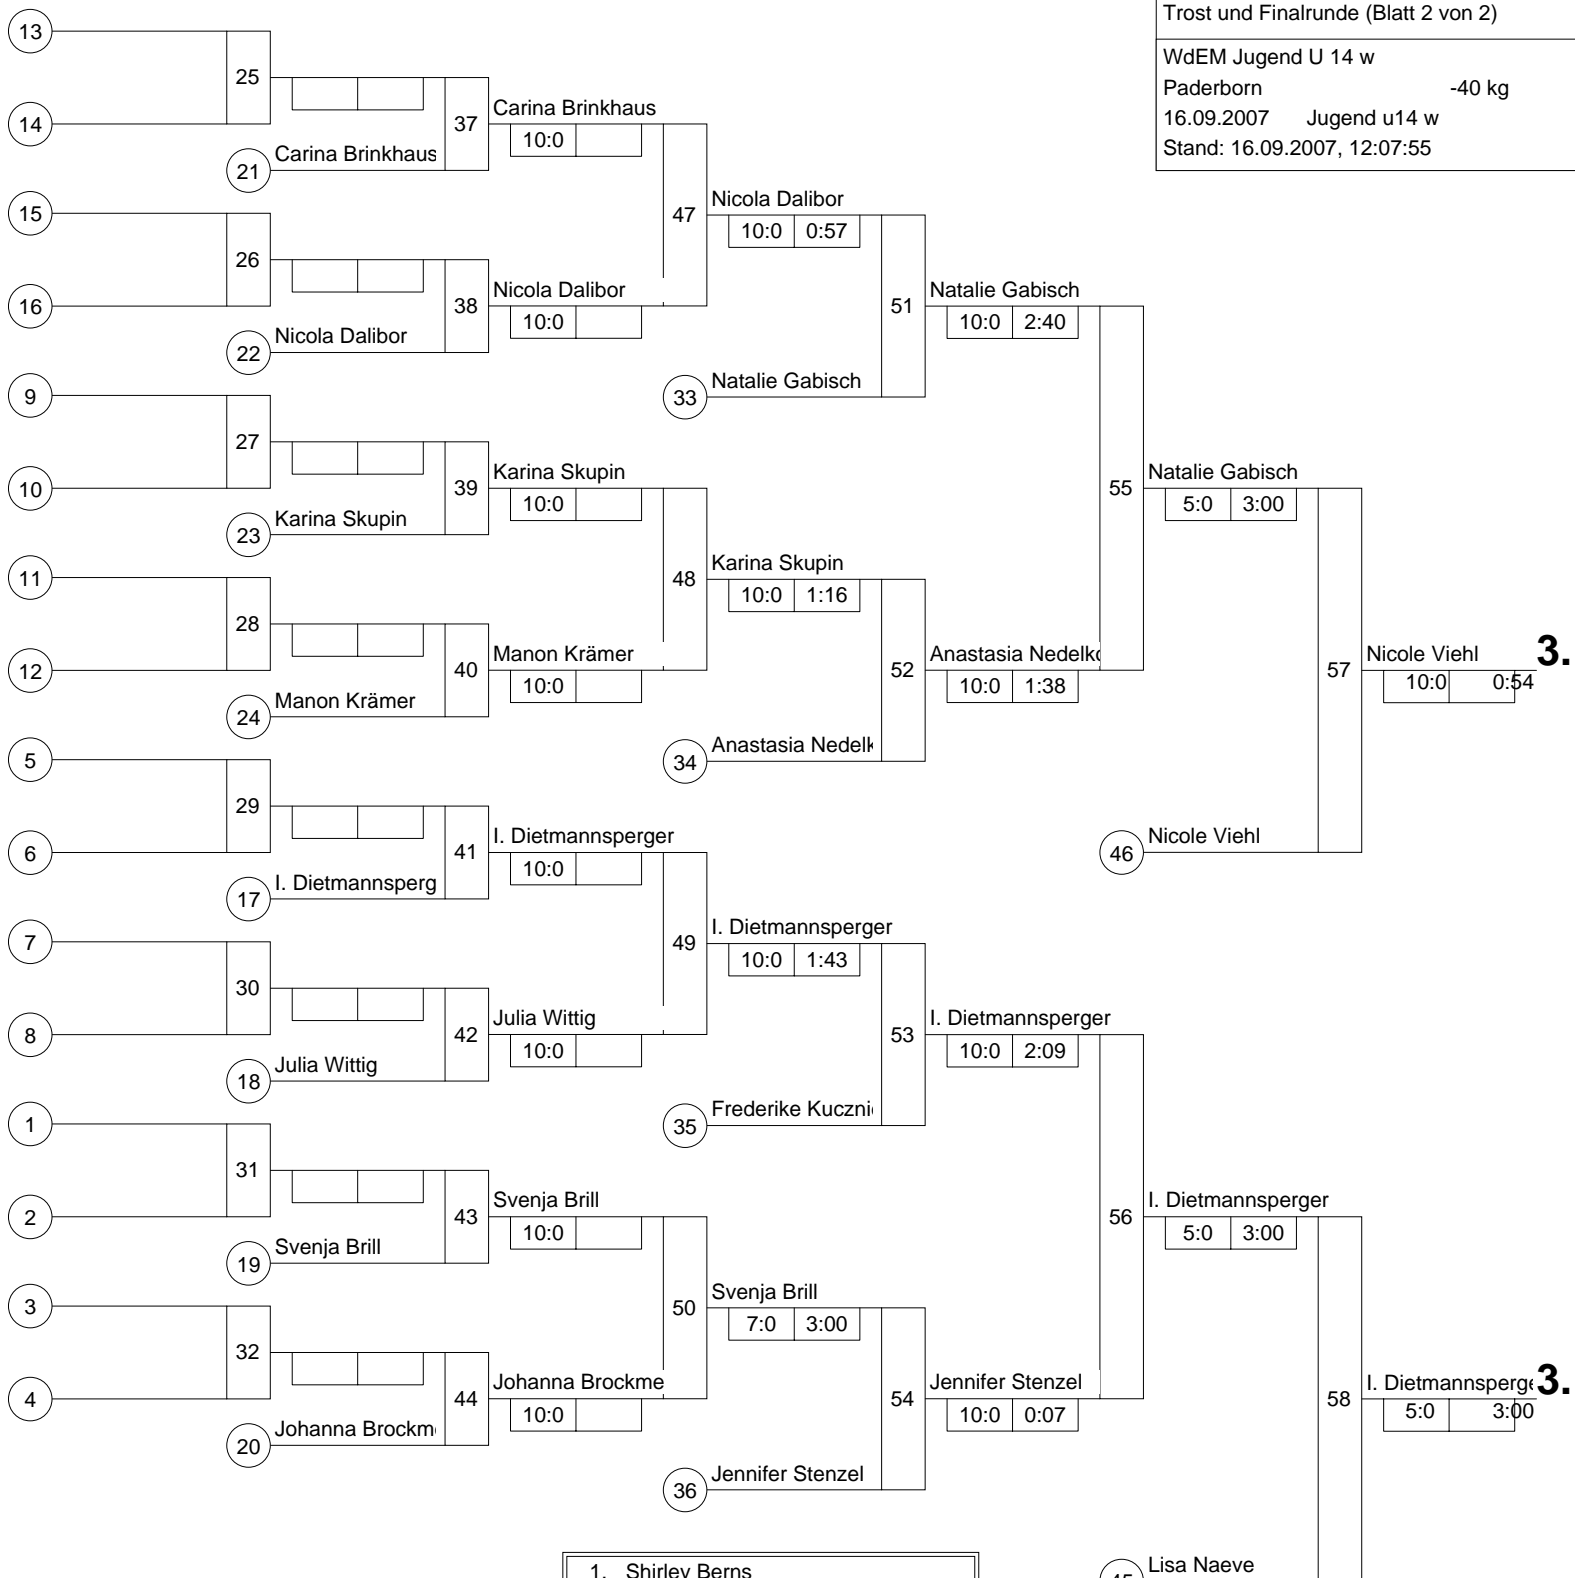 Trost und Finalrunde (Blatt 2 von 2)
WdEM Jugend U 14 w
Paderborn -40 kg
16.09.2007 Jugend u14 w
Stand: 16.09.2007, 12:07:55
13
25
14
37
Carina Brinkhaus
10:0
21
Carina Brinkhaus
15
47
Nicola Dalibor
10:0 0:57
26
16
38
Nicola Dalibor
10:0
22
Nicola Dalibor
51
Natalie Gabisch
10:0 2:40
33
Natalie Gabisch
9
27
10
39
Karina Skupin
10:0
23
Karina Skupin
55
Natalie Gabisch
5:0 3:00
11
48
Karina Skupin
10:0 1:16
28
12
40
Manon Krämer
10:0
24
Manon Krämer
52
Anastasia Nedelko
10:0 1:38
34
Anastasia Nedelk
57
Nicole Viehl
3.
10:0 0:54
5
29
6
41
I. Dietmannsperger
10:0
17
I. Dietmannsperg
46
Nicole Viehl
7
49
I. Dietmannsperger
10:0 1:43
30
8
42
Julia Wittig
10:0
18
Julia Wittig
53
I. Dietmannsperger
10:0 2:09
35
Frederike Kuczni
1
31
2
43
Svenja Brill
10:0
19
Svenja Brill
56
I. Dietmannsperger
5:0 3:00
3
50
Svenja Brill
7:0 3:00
32
4
44
Johanna Brockme
10:0
20
Johanna Brockm
54
Jennifer Stenzel
10:0 0:07
36
Jennifer Stenzel
58
I. Dietmannsperge
3.
5:0 3:00
1. Shirley Berns
45
Lisa Naeve